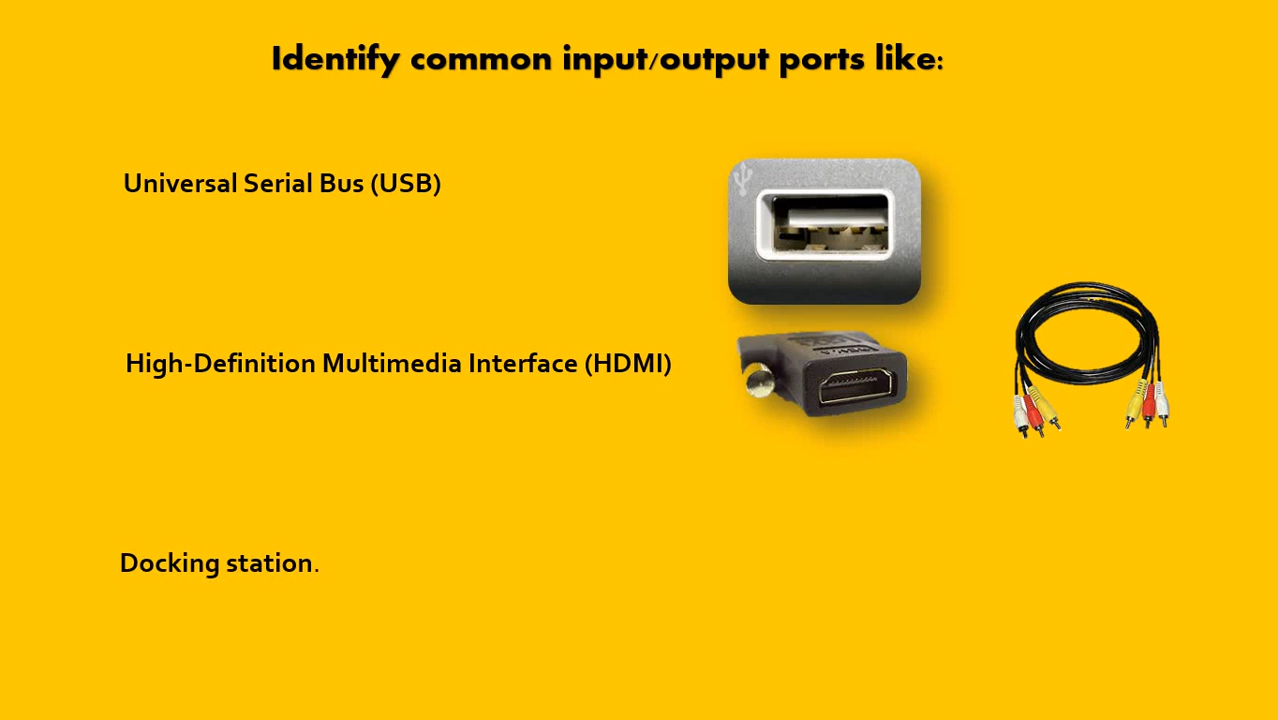 Identify common input/output ports like:
Universal Serial Bus (USB)
High-Definition Multimedia Interface (HDMI)
Docking station.